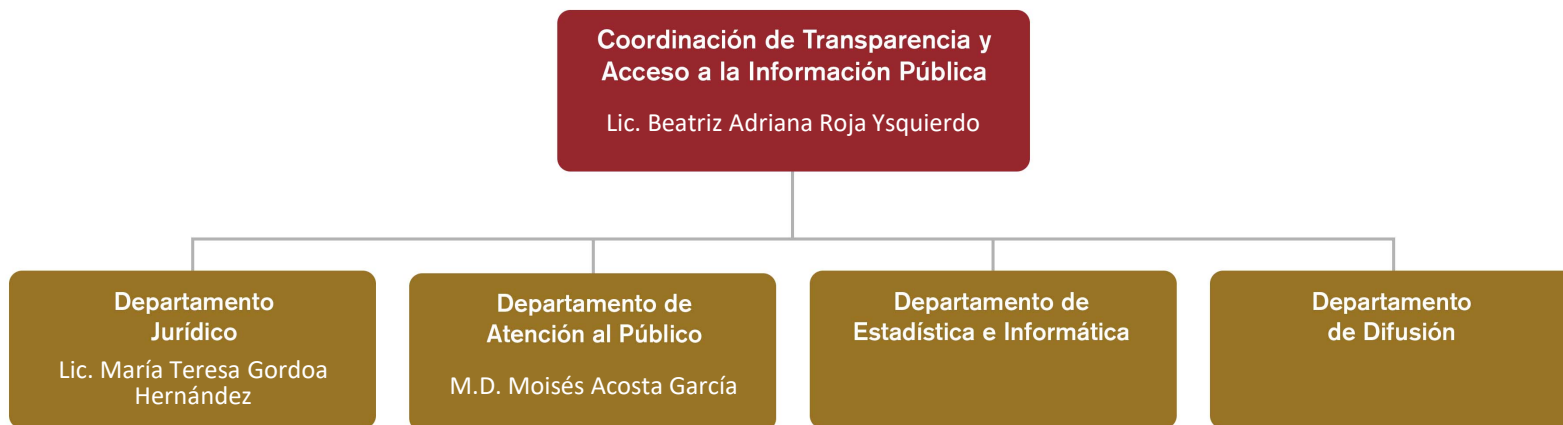 Coordinación de Transparencia y
Acceso a la Información Pública
Lic. Beatriz Adriana Roja Ysquierdo
Departamento
Jurídico
Lic. María Teresa Gordoa
Hernández
Departamento de
Atención al Público
M.D. Moisés Acosta García
Departamento de
Estadística e Informática
Departamento
de Difusión